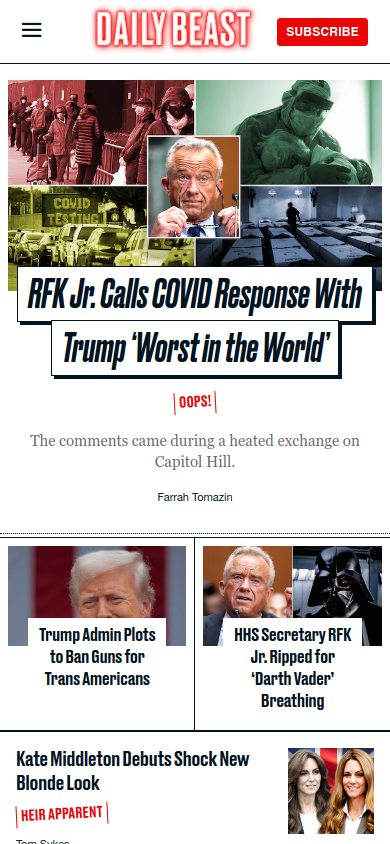 DAILY BEAST
SUBSCRIBE
COVID
TESTING
RFK Jr. Calls COVID Response With
Trump ‘Worst in the World’
OOPS!
The comments came during a heated exchange on
Capitol Hill.
Farrah Tomazin
Trump Admin Plots
to Ban Guns for
Trans Americans
HHS Secretary RFK
Jr. Ripped for
‘Darth Vader’
Breathing
Kate Middleton Debuts Shock New
Blonde Look
HEIR APPARENT
Tom Sykes